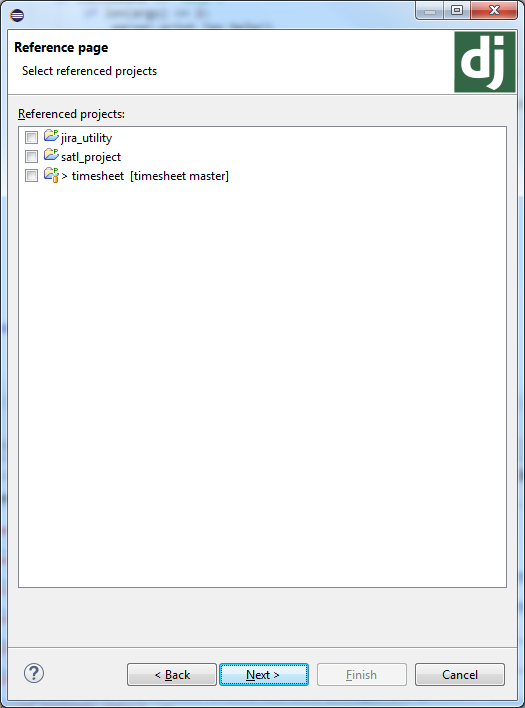 Reference page
Select referenced projects
dj
Referenced projects:
jira_utility
satl_project
> timesheet [timesheet master]
?
< Back
Next >
Finish
Cancel